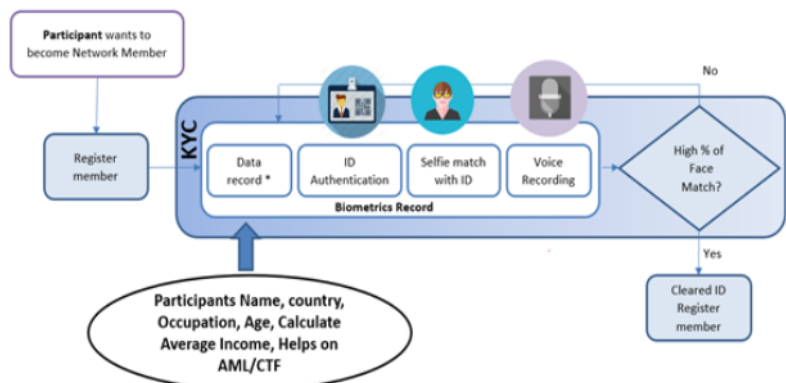 Participant wants to
become Network Member
No
KYC
Register
member
Data
record *
ID
Authentication
Selfie match
with ID
Voice
Recording
High % of
Face
Match?
Biometrics Record
Yes
Participants Name, country,
Occupation, Age, Calculate
Average Income, Helps on
AML/CTF
Cleared ID
Register
member